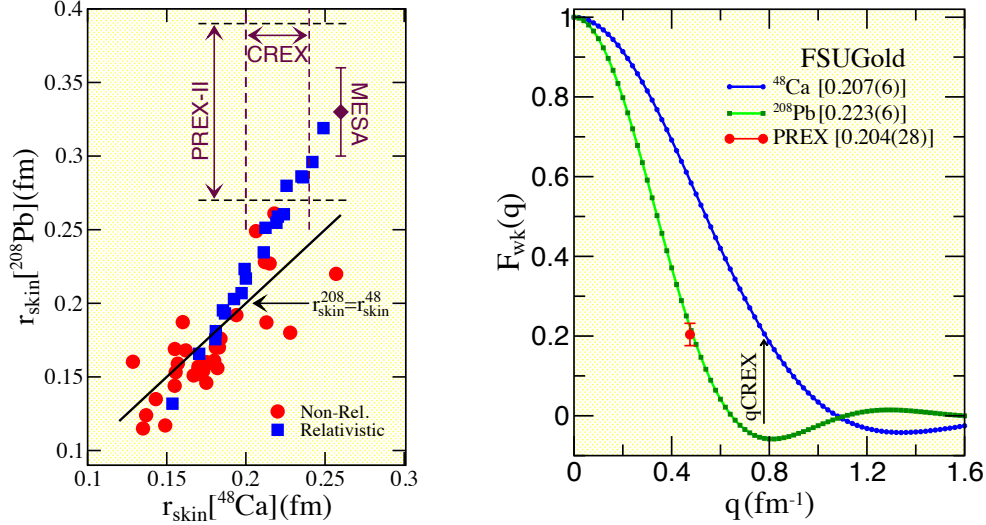 0.4
0.35
0.3
0.25
0.2
0.15
0.1
r_skin[²⁰⁸Pb](fm)
0.1
0.15
0.2
0.25
0.3
r_skin[⁴⁸Ca](fm)
PREX-II
CREX
MESA
r_skin^208=r_skin^48
Non-Rel.
Relativistic
1
0.8
0.6
0.4
0.2
0
F_wk(q)
0
0.4
0.8
1.2
1.6
q(fm⁻¹)
FSUGold
⁴⁸Ca [0.207(6)]
²⁰⁸Pb [0.223(6)]
PREX [0.204(28)]
qCREX